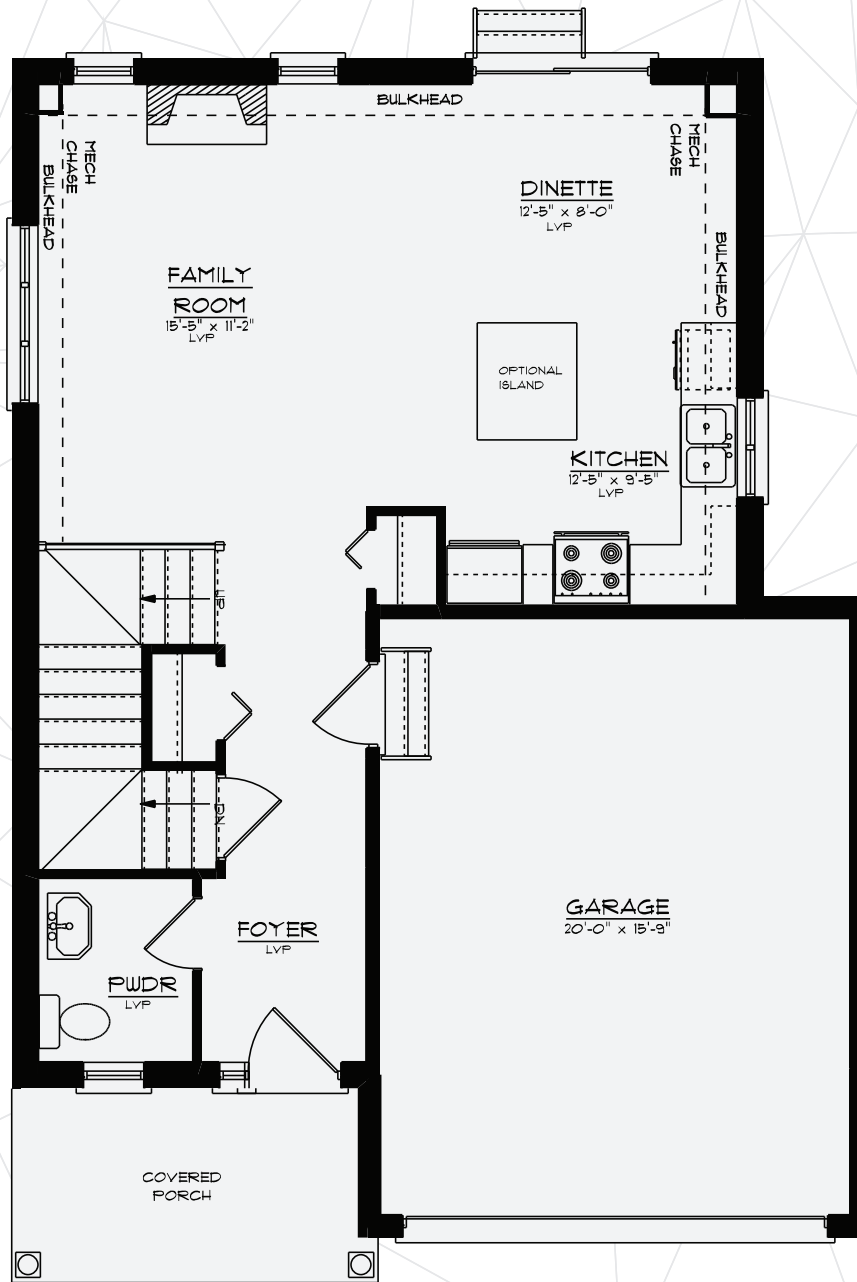 BULKHEAD
MECH
CHASE
BULKHEAD
MECH
CHASE
BULKHEAD
DINETTE
12'-5" x 8'-0"
LVP
FAMILY
ROOM
15'-5" x 11'-2"
LVP
OPTIONAL
ISLAND
KITCHEN
12'-5" x 9'-5"
LVP
UP
DN
GARAGE
20'-0" x 15'-9"
FOYER
LVP
PWDR
LVP
COVERED
PORCH